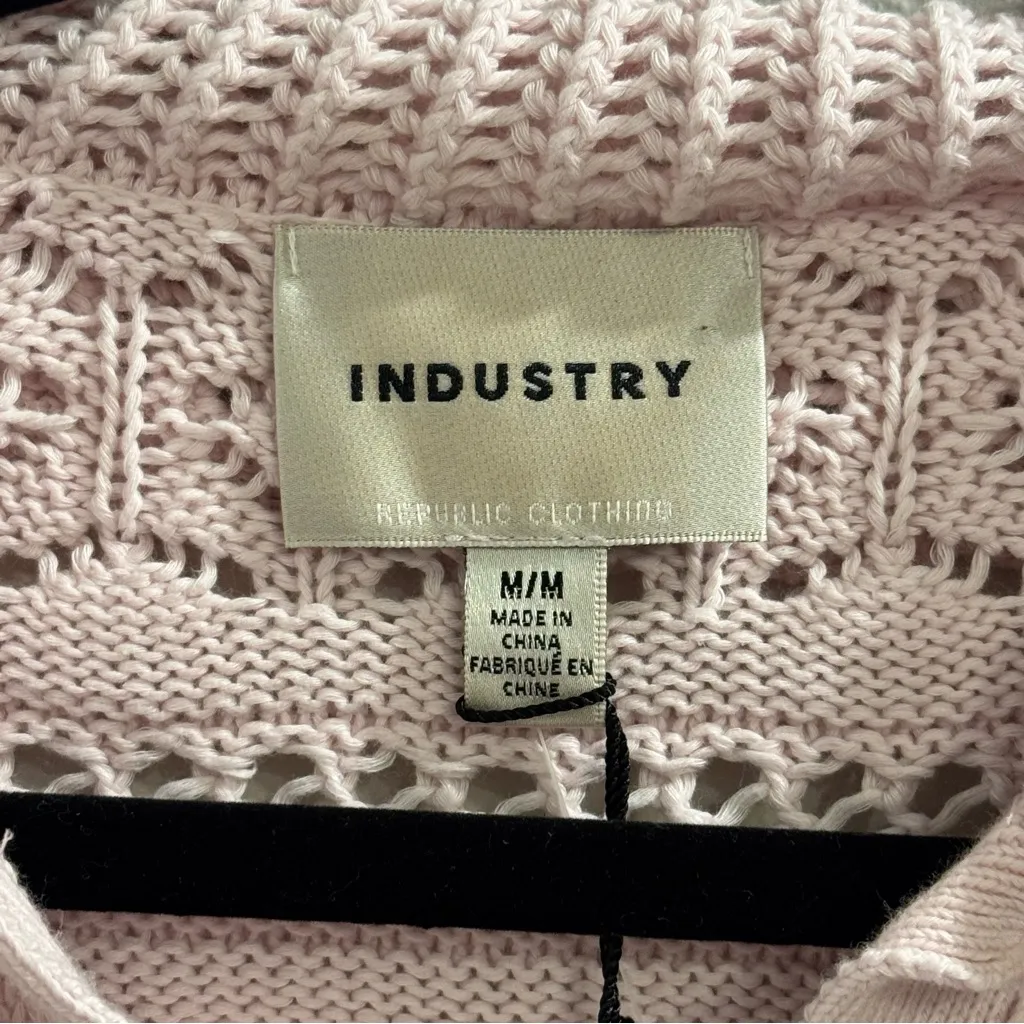 INDUSTRY
REPUBLIC CLOTHING
M/M
MADE IN
CHINA
FABRIQUÉ EN
CHINE